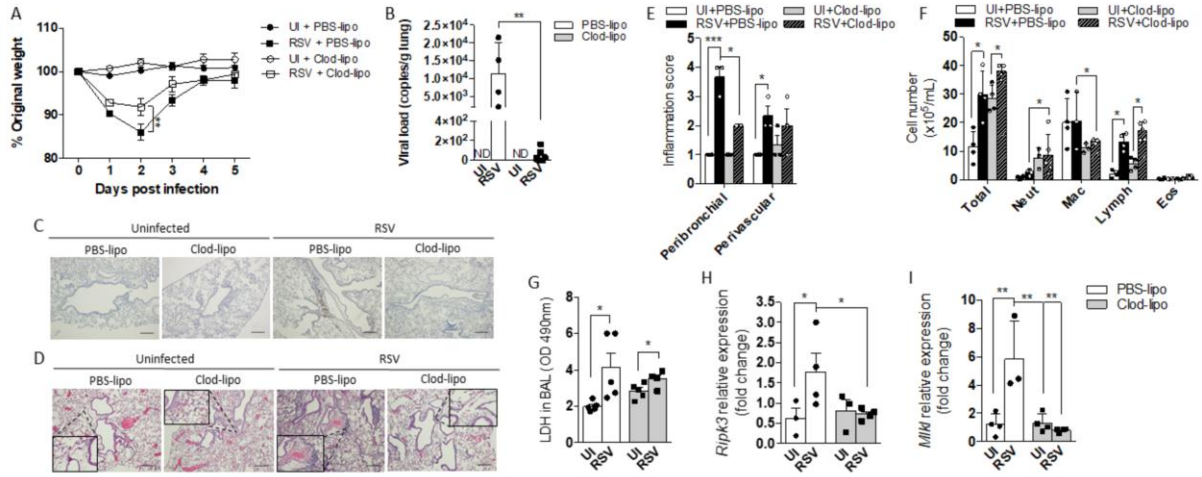 A
UI + PBS-lipo
RSV + PBS-lipo
UI + Clod-lipo
RSV + Clod-lipo
% Original weight
120
110
100
90
80
**
0 1 2 3 4 5
Days post infection
B
PBS-lipo
Clod-lipo
**
Viral load (copies/g lung)
2.5×10⁴
2.0×10⁴
1.5×10⁴
1.0×10⁴
5.0×10³
4×10²
2×10²
0
ND ND
UI RSV UI RSV
C
Uninfected RSV
PBS-lipo Clod-lipo PBS-lipo Clod-lipo
D
Uninfected RSV
PBS-lipo Clod-lipo PBS-lipo Clod-lipo
E
UI+PBS-lipo UI+Clod-lipo
RSV+PBS-lipo RSV+Clod-lipo
Inflammation score
5
4
3
2
1
0
*** * *
Peribronchial Perivascular
F
UI+PBS-lipo UI+Clod-lipo
RSV+PBS-lipo RSV+Clod-lipo
Cell number
(x10⁵/mL)
50
40
30
20
10
0
* * * * * *
Total Neut Mac Lymph Eos
G
LDH in BAL (OD 490nm)
8
6
4
2
0
* *
UI RSV UI RSV
H
Ripk3 relative expression
(fold change)
3.5
3.0
2.5
2.0
1.5
1.0
0.5
0.0
* *
UI RSV UI RSV
I
PBS-lipo
Clod-lipo
Mlkl relative expression
(fold change)
10
8
6
4
2
0
** ** **
UI RSV UI RSV